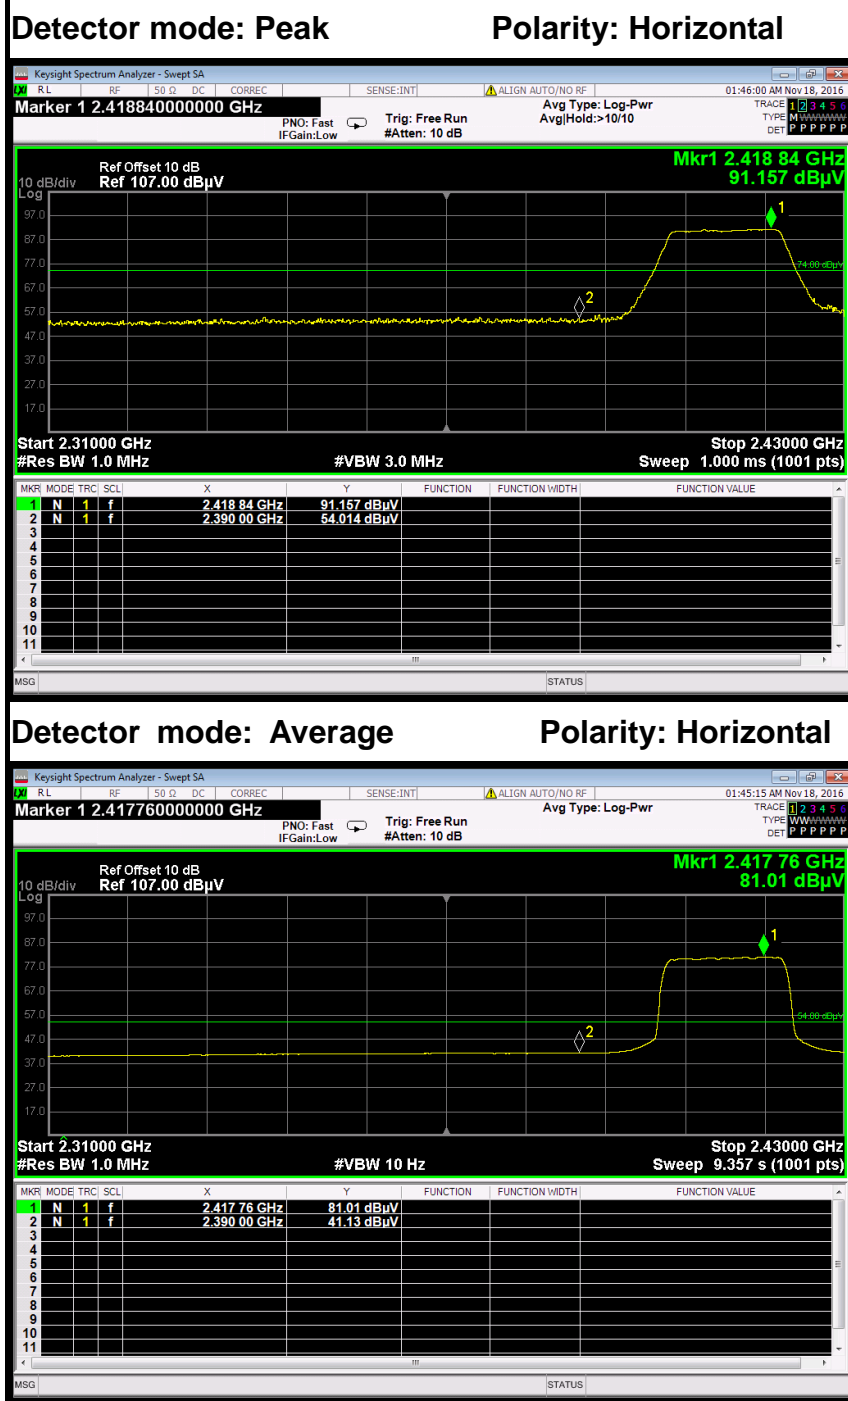 Detector mode: Peak Polarity: Horizontal
Keysight Spectrum Analyzer - Swept SA
LXI RL RF 50 Ω DC CORREC SENSE:INT ALIGN AUTO/NO RF 01:46:00 AM Nov 18, 2016
Marker 1 2.418840000000 GHz
PNO: Fast
IFGain:Low
Trig: Free Run
#Atten: 10 dB
Avg Type: Log-Pwr
Avg|Hold:>10/10
TRACE 1 2 3 4 5 6
TYPE M WWWWW
DET P P P P P P
Mkr1 2.418 84 GHz
91.157 dBµV
Ref Offset 10 dB
10 dB/div Ref 107.00 dBµV
Log
97.0
87.0
77.0
74.00 dBµV
67.0
57.0
47.0
37.0
27.0
17.0
1
2
Start 2.31000 GHz Stop 2.43000 GHz
#Res BW 1.0 MHz #VBW 3.0 MHz Sweep 1.000 ms (1001 pts)
MKR MODE TRC SCL X Y FUNCTION FUNCTION WIDTH FUNCTION VALUE
1 N 1 f 2.418 84 GHz 91.157 dBµV
2 N 1 f 2.390 00 GHz 54.014 dBµV
3
4
5
6
7
8
9
10
11
MSG STATUS
Detector mode: Average Polarity: Horizontal
Keysight Spectrum Analyzer - Swept SA
LXI RL RF 50 Ω DC CORREC SENSE:INT ALIGN AUTO/NO RF 01:45:15 AM Nov 18, 2016
Marker 1 2.417760000000 GHz
PNO: Fast
IFGain:Low
Trig: Free Run
#Atten: 10 dB
Avg Type: Log-Pwr
TRACE 1 2 3 4 5 6
TYPE WWWWWW
DET P P P P P P
Mkr1 2.417 76 GHz
81.01 dBµV
Ref Offset 10 dB
10 dB/div Ref 107.00 dBµV
Log
97.0
87.0
77.0
67.0
57.0
54.00 dBµV
47.0
37.0
27.0
17.0
1
2
Start 2.31000 GHz Stop 2.43000 GHz
#Res BW 1.0 MHz #VBW 10 Hz Sweep 9.357 s (1001 pts)
MKR MODE TRC SCL X Y FUNCTION FUNCTION WIDTH FUNCTION VALUE
1 N 1 f 2.417 76 GHz 81.01 dBµV
2 N 1 f 2.390 00 GHz 41.13 dBµV
3
4
5
6
7
8
9
10
11
MSG STATUS